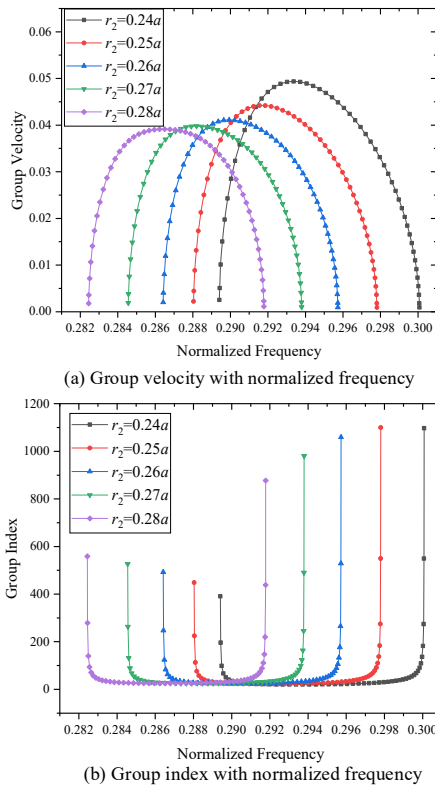 0.06
0.05
0.04
0.03
0.02
0.01
0.00
Group Velocity
r2=0.24a
r2=0.25a
r2=0.26a
r2=0.27a
r2=0.28a
0.282 0.284 0.286 0.288 0.290 0.292 0.294 0.296 0.298 0.300
Normalized Frequency
(a) Group velocity with normalized frequency
1200
1000
800
600
400
200
0
Group Index
r2=0.24a
r2=0.25a
r2=0.26a
r2=0.27a
r2=0.28a
0.282 0.284 0.286 0.288 0.290 0.292 0.294 0.296 0.298 0.300
Normalized Frequency
(b) Group index with normalized frequency